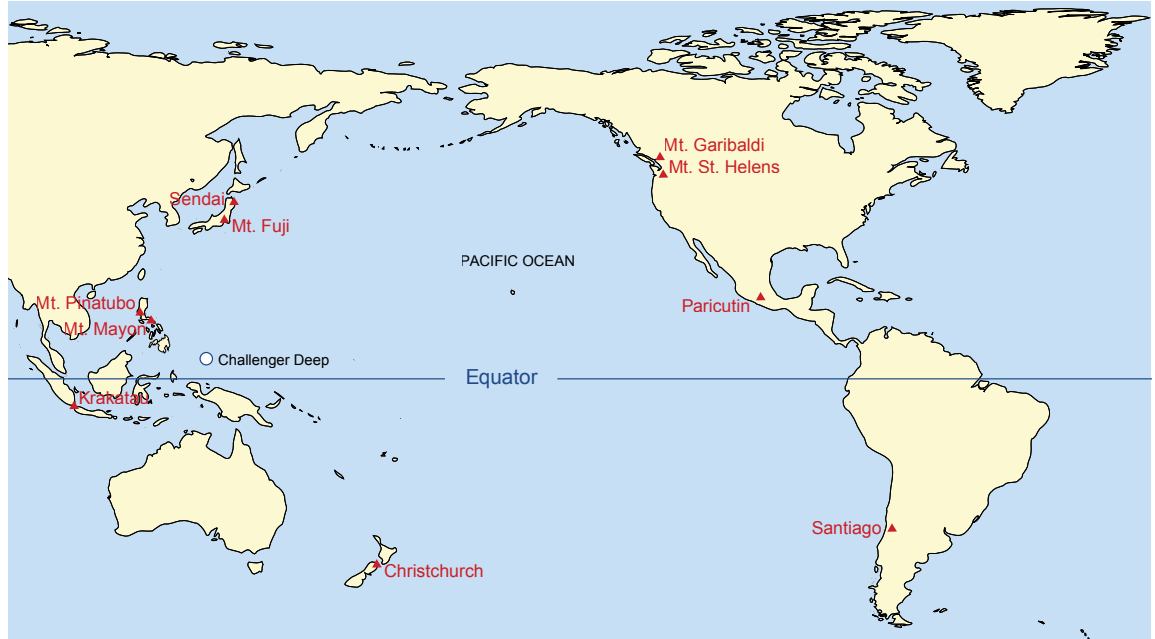 Mt. Garibaldi
Mt. St. Helens
Sendai
Mt. Fuji
PACIFIC OCEAN
Mt. Pinatubo
Paricutin
Mt. Mayon
Challenger Deep
Equator
Krakatau
Santiago
Christchurch